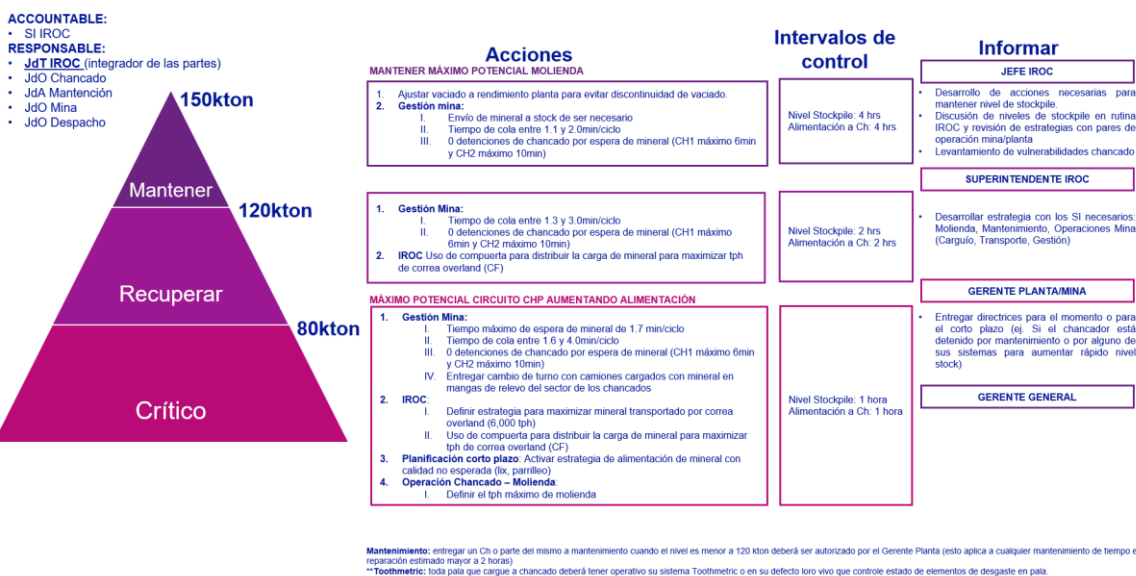 ACCOUNTABLE:
• SI IROC
RESPONSABLE:
• JdT IROC (integrador de las partes)
• JdO Chancado
• JdA Mantención
• JdO Mina
• JdO Despacho
150kton
Mantener
120kton
Recuperar
80kton
Crítico
Acciones
MANTENER MÁXIMO POTENCIAL MOLIENDA
1. Ajustar vaciado a rendimiento planta para evitar discontinuidad de vaciado.
2. Gestión mina:
I. Envío de mineral a stock de ser necesario
II. Tiempo de cola entre 1.1 y 2.0min/ciclo
III. 0 detenciones de chancado por espera de mineral (CH1 máximo 6min
y CH2 máximo 10min)
1. Gestión Mina:
I. Tiempo de cola entre 1.3 y 3.0min/ciclo
II. 0 detenciones de chancado por espera de mineral (CH1 máximo
6min y CH2 máximo 10min)
2. IROC Uso de compuerta para distribuir la carga de mineral para maximizar tph
de correa overland (CF)
MÁXIMO POTENCIAL CIRCUITO CHP AUMENTANDO ALIMENTACIÓN
1. Gestión Mina:
I. Tiempo máximo de espera de mineral de 1.7 min/ciclo
II. Tiempo de cola entre 1.6 y 4.0min/ciclo
III. 0 detenciones de chancado por espera de mineral (CH1 máximo 6min
y CH2 máximo 10min)
IV. Entregar cambio de turno con camiones cargados con mineral en
mangas de relevo del sector de los chancados
2. IROC:
I. Definir estrategia para maximizar mineral transportado por correa
overland (6,000 tph)
II. Uso de compuerta para distribuir la carga de mineral para maximizar
tph de correa overland (CF)
3. Planificación corto plazo: Activar estrategia de alimentación de mineral con
calidad no esperada (lix, parrilleo)
4. Operación Chancado – Molienda:
I. Definir el tph máximo de molienda
Intervalos de
control
Nivel Stockpile: 4 hrs
Alimentación a Ch: 4 hrs
Nivel Stockpile: 2 hrs
Alimentación a Ch: 2 hrs
Nivel Stockpile: 1 hora
Alimentación a Ch: 1 hora
Informar
JEFE IROC
• Desarrollo de acciones necesarias para
mantener nivel de stockpile.
• Discusión de niveles de stockpile en rutina
IROC y revisión de estrategias con pares de
operación mina/planta
• Levantamiento de vulnerabilidades chancado
SUPERINTENDENTE IROC
• Desarrollar estrategia con los SI necesarios:
Molienda, Mantenimiento, Operaciones Mina
(Carguío, Transporte, Gestión)
GERENTE PLANTA/MINA
• Entregar directrices para el momento o para
el corto plazo (ej. Si el chancador está
detenido por mantenimiento o por alguno de
sus sistemas para aumentar rápido nivel
stock)
GERENTE GENERAL
Mantenimiento: entregar un Ch o parte del mismo a mantenimiento cuando el nivel es menor a 120 kton deberá ser autorizado por el Gerente Planta (esto aplica a cualquier mantenimiento de tiempo e
reparación estimado mayor a 2 horas)
**Toothmetric: toda pala que cargue a chancado deberá tener operativo su sistema Toothmetric o en su defecto loro vivo que controle estado de elementos de desgaste en pala.